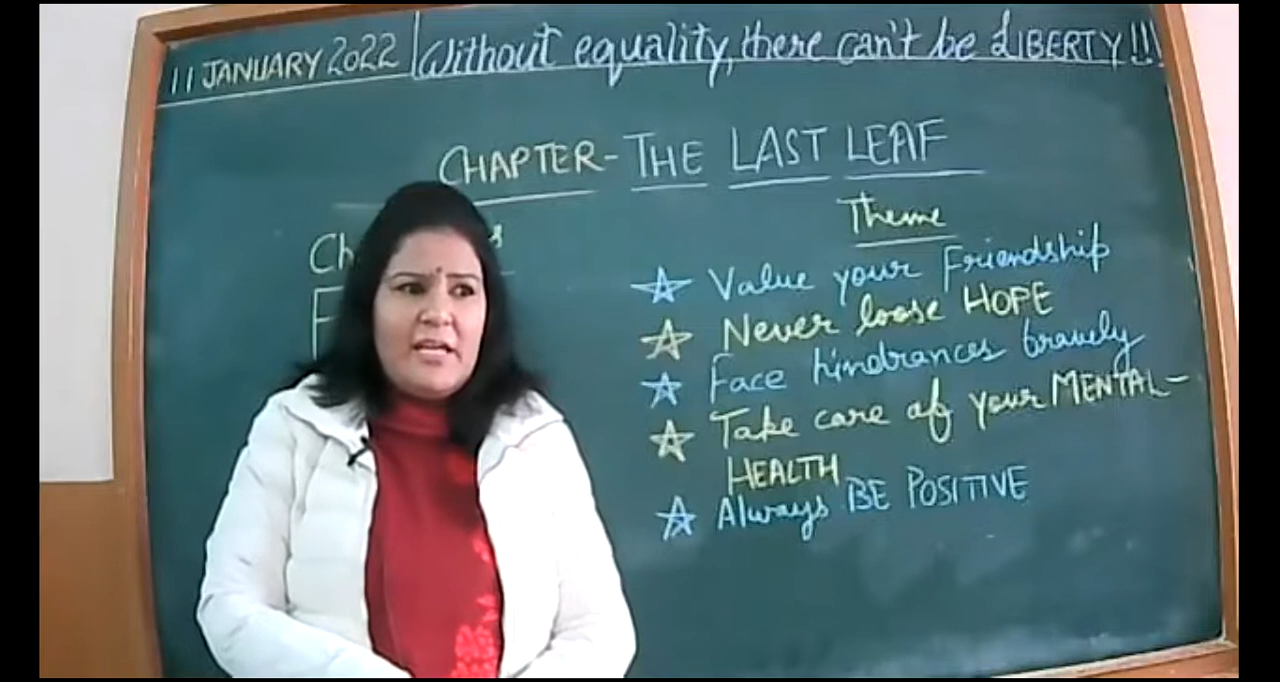 11 JANUARY 2022 | Without equality, there can't be LIBERTY!!!
CHAPTER - THE LAST LEAF
Theme
☆ Value your Friendship
☆ Never loose HOPE
☆ Face hindrances bravely
☆ Take care of your MENTAL-
HEALTH
☆ Always BE POSITIVE